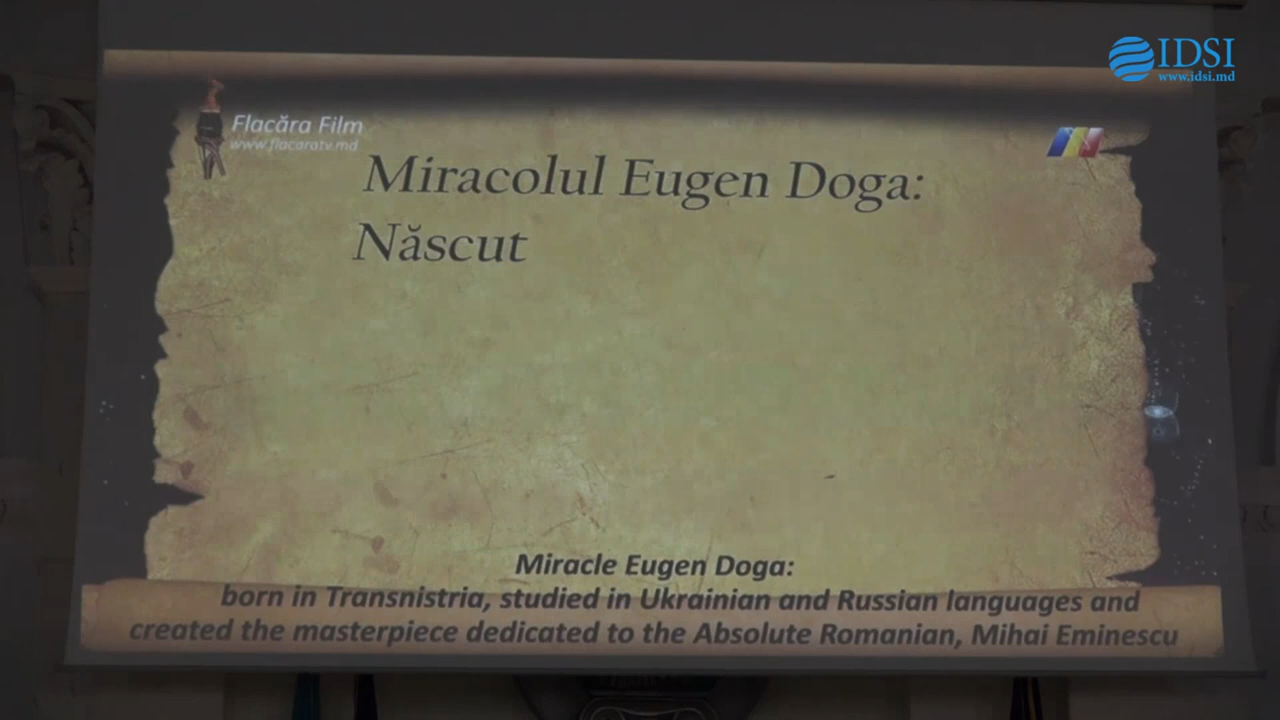 IDSI
www.idsi.md
Flacăra Film
www.flacaratv.md
Miracolul Eugen Doga:
Născut
Miracle Eugen Doga:
born in Transnistria, studied in Ukrainian and Russian languages and
created the masterpiece dedicated to the Absolute Romanian, Mihai Eminescu